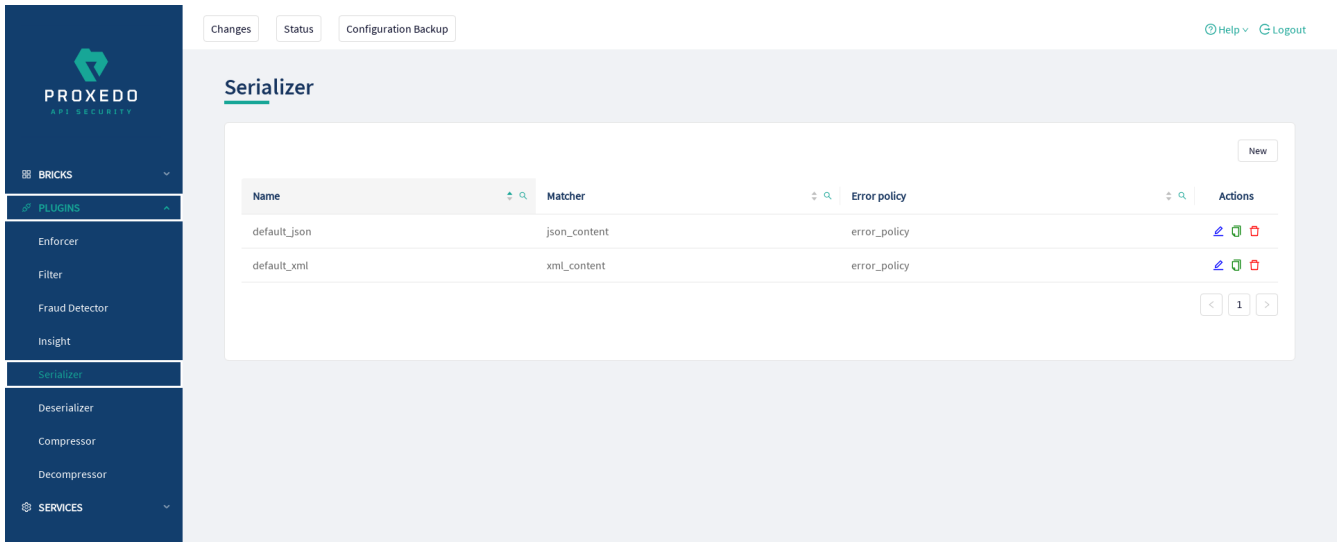 Changes Status Configuration Backup Help Logout
PROXEDO
API SECURITY
Serializer
New
BRICKS
PLUGINS
Enforcer
Filter
Fraud Detector
Insight
Serializer
Deserializer
Compressor
Decompressor
SERVICES
Name Matcher Error policy Actions
default_json json_content error_policy
default_xml xml_content error_policy
1